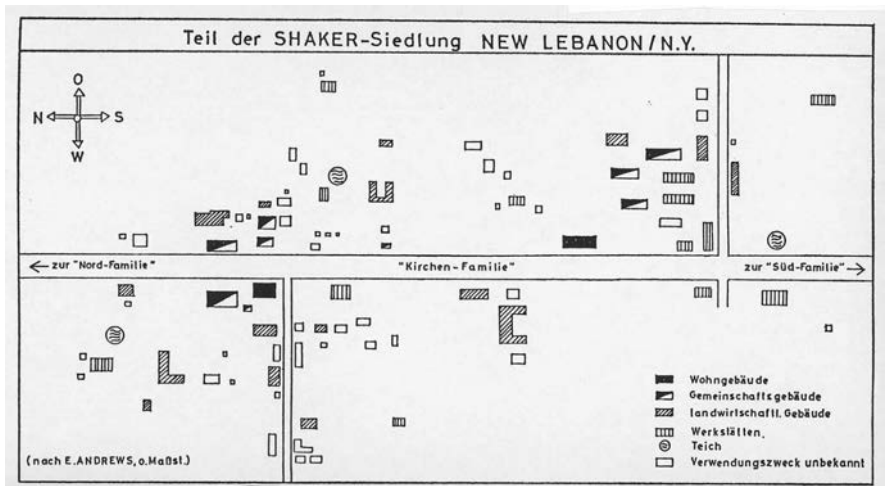 Teil der SHAKER-Siedlung NEW LEBANON/N.Y.
O
N S
W
← zur "Nord-Familie" "Kirchen-Familie" zur "Süd-Familie" →
Wohngebäude
Gemeinschaftsgebäude
landwirtschaftl. Gebäude
Werkstätten.
Teich
Verwendungszweck unbekannt
(nach E. ANDREWS, o. Maßst.)